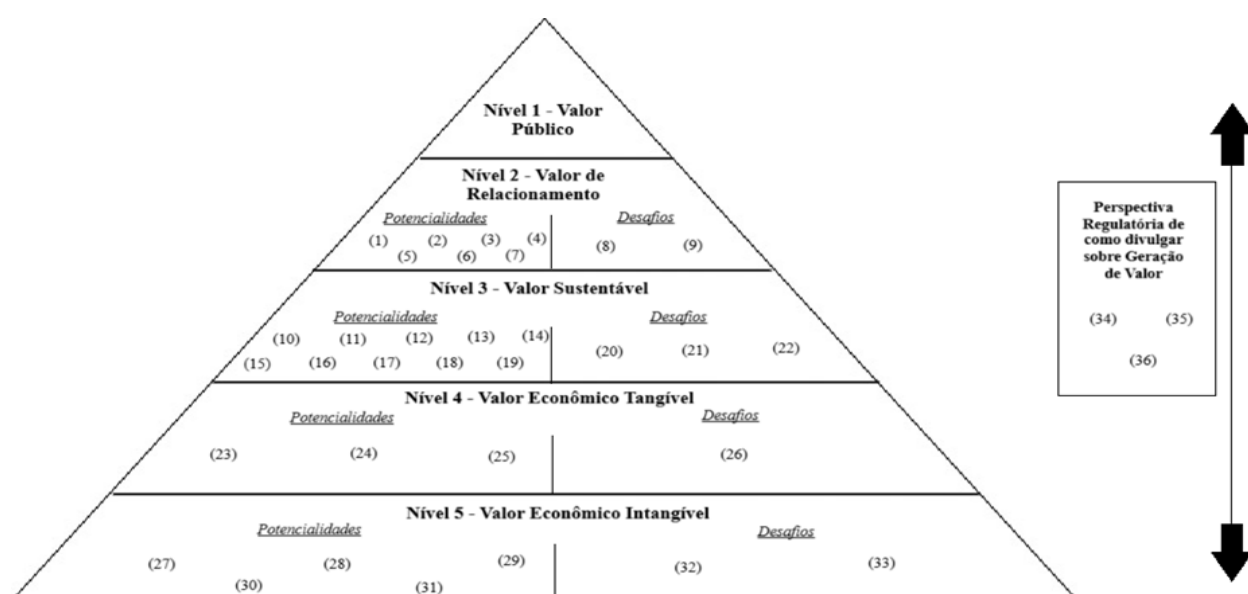 Nível 1 - Valor
Público
Nível 2 - Valor de
Relacionamento
Potencialidades
Desafios
(1) (2) (3) (4)
(5) (6) (7)
(8) (9)
Nível 3 - Valor Sustentável
Potencialidades
Desafios
(10) (11) (12) (13) (14)
(15) (16) (17) (18) (19)
(20) (21) (22)
Nível 4 - Valor Econômico Tangível
Potencialidades
Desafios
(23) (24) (25)
(26)
Nível 5 - Valor Econômico Intangível
Potencialidades
Desafios
(27) (28) (29)
(30) (31)
(32) (33)
Perspectiva
Regulatória de
como divulgar
sobre Geração
de Valor
(34) (35)
(36)